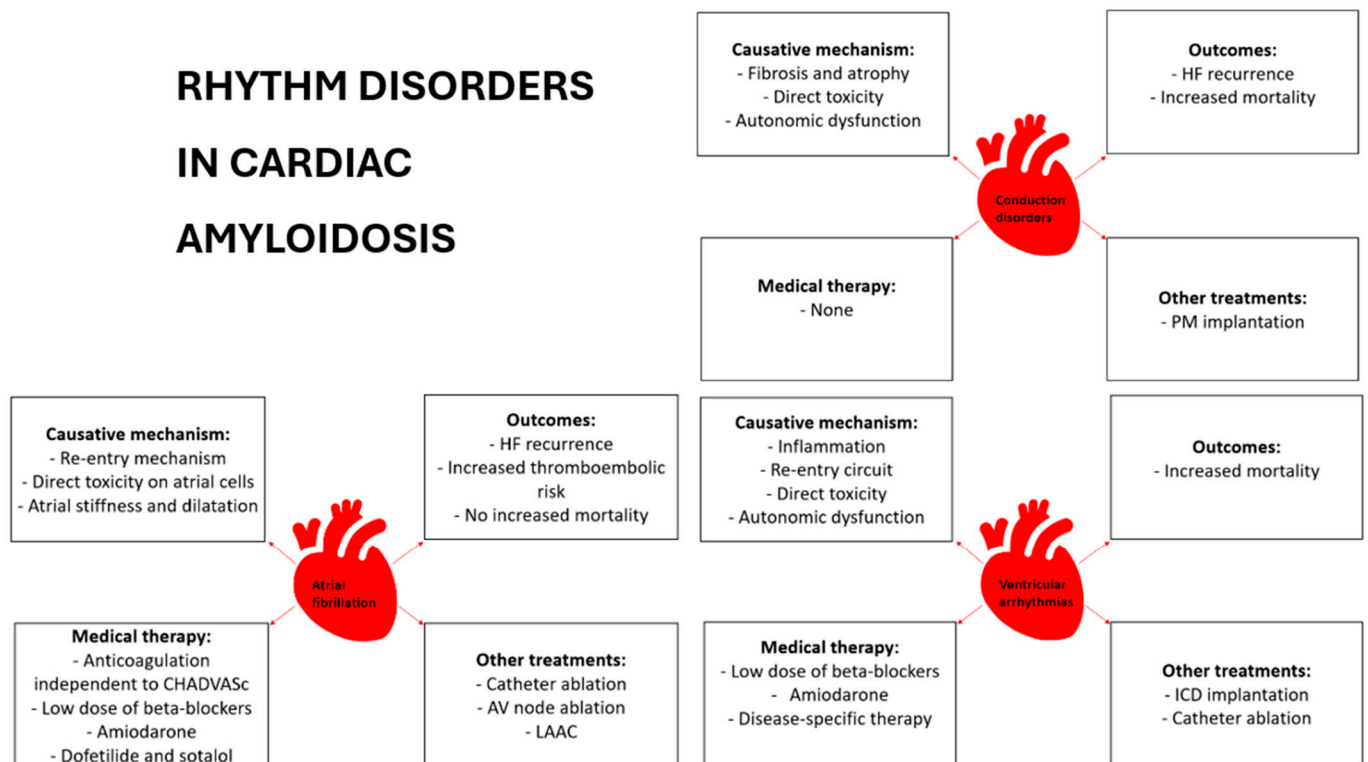 RHYTHM DISORDERS
IN CARDIAC
AMYLOIDOSIS
Causative mechanism:
- Fibrosis and atrophy
- Direct toxicity
- Autonomic dysfunction
Outcomes:
- HF recurrence
- Increased mortality
Conduction
disorders
Medical therapy:
- None
Other treatments:
- PM implantation
Causative mechanism:
- Re-entry mechanism
- Direct toxicity on atrial cells
- Atrial stiffness and dilatation
Outcomes:
- HF recurrence
- Increased thromboembolic
risk
- No increased mortality
Atrial
fibrillation
Medical therapy:
- Anticoagulation
independent to CHADVASc
- Low dose of beta-blockers
- Amiodarone
- Dofetilide and sotalol
Other treatments:
- Catheter ablation
- AV node ablation
- LAAC
Causative mechanism:
- Inflammation
- Re-entry circuit
- Direct toxicity
- Autonomic dysfunction
Outcomes:
- Increased mortality
Ventricular
arrhythmias
Medical therapy:
- Low dose of beta-blockers
- Amiodarone
- Disease-specific therapy
Other treatments:
- ICD implantation
- Catheter ablation